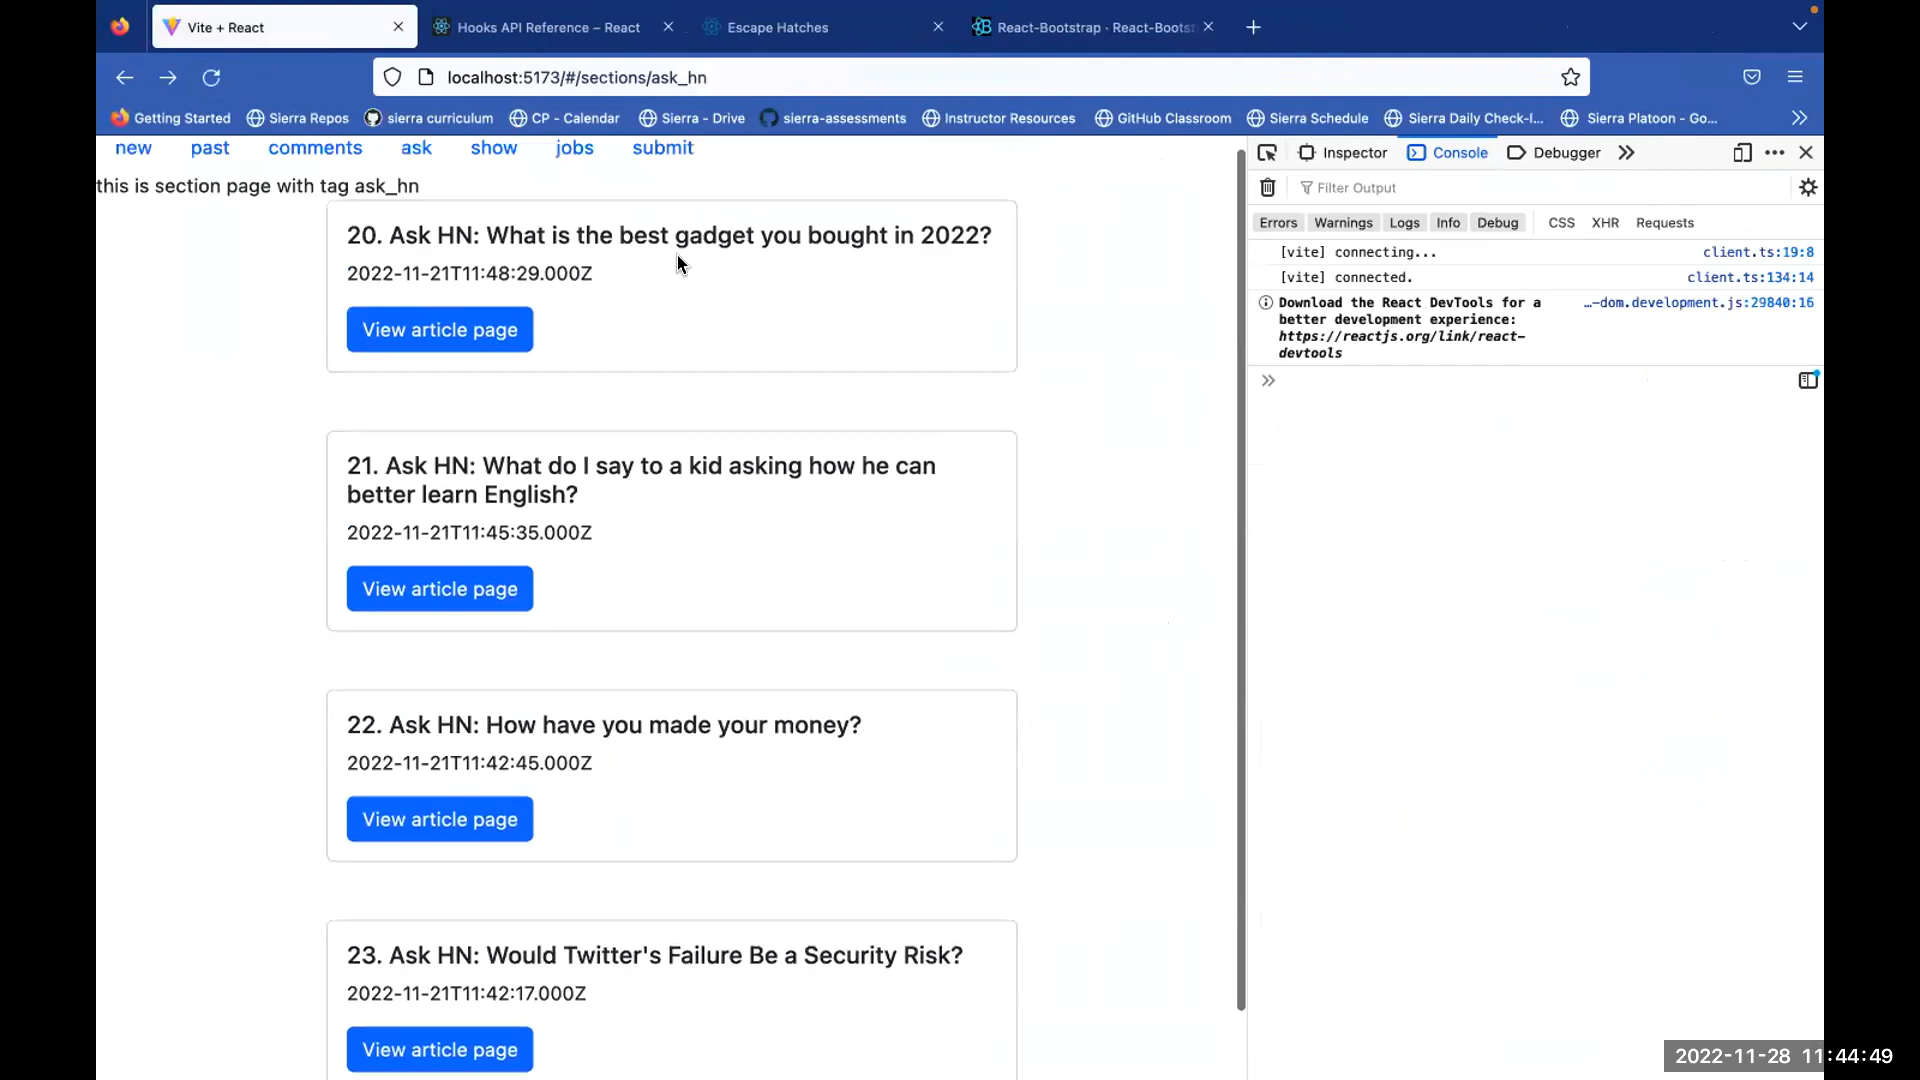 Vite + React
Hooks API Reference – React
Escape Hatches
React-Bootstrap · React-Boots
localhost:5173/#/sections/ask_hn
Getting Started
Sierra Repos
sierra curriculum
CP - Calendar
Sierra - Drive
sierra-assessments
Instructor Resources
GitHub Classroom
Sierra Schedule
Sierra Daily Check-I...
Sierra Platoon - Go...
new past comments ask show jobs submit
this is section page with tag ask_hn
20. Ask HN: What is the best gadget you bought in 2022?
2022-11-21T11:48:29.000Z
View article page
21. Ask HN: What do I say to a kid asking how he can
better learn English?
2022-11-21T11:45:35.000Z
View article page
22. Ask HN: How have you made your money?
2022-11-21T11:42:45.000Z
View article page
23. Ask HN: Would Twitter's Failure Be a Security Risk?
2022-11-21T11:42:17.000Z
View article page
Inspector Console Debugger
Filter Output
Errors Warnings Logs Info Debug CSS XHR Requests
[vite] connecting... client.ts:19:8
[vite] connected. client.ts:134:14
Download the React DevTools for a …-dom.development.js:29840:16
better development experience:
https://reactjs.org/link/react-
devtools
2022-11-28 11:44:49